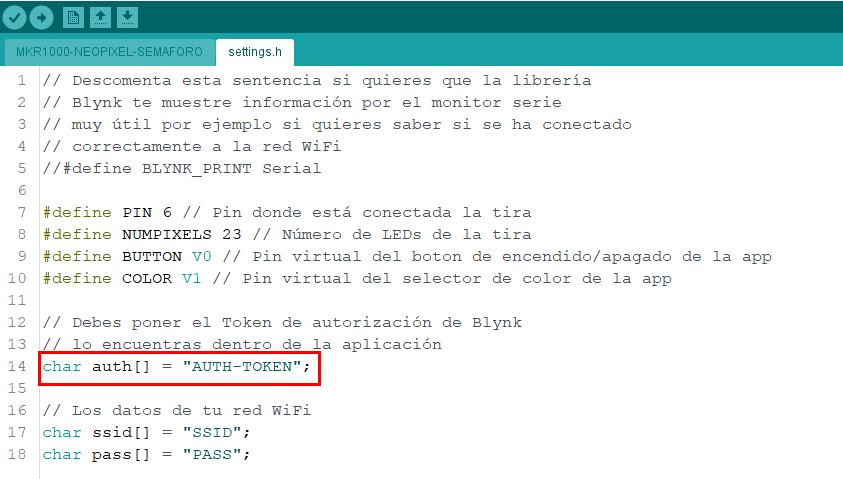 MKR1000-NEOPIXEL-SEMAFORO settings.h
1 // Descomenta esta sentencia si quieres que la librería
2 // Blynk te muestre información por el monitor serie
3 // muy útil por ejemplo si quieres saber si se ha conectado
4 // correctamente a la red WiFi
5 //#define BLYNK_PRINT Serial
6
7 #define PIN 6 // Pin donde está conectada la tira
8 #define NUMPIXELS 23 // Número de LEDs de la tira
9 #define BUTTON V0 // Pin virtual del boton de encendido/apagado de la app
10 #define COLOR V1 // Pin virtual del selector de color de la app
11
12 // Debes poner el Token de autorización de Blynk
13 // lo encuentras dentro de la aplicación
14 char auth[] = "AUTH-TOKEN";
15
16 // Los datos de tu red WiFi
17 char ssid[] = "SSID";
18 char pass[] = "PASS";